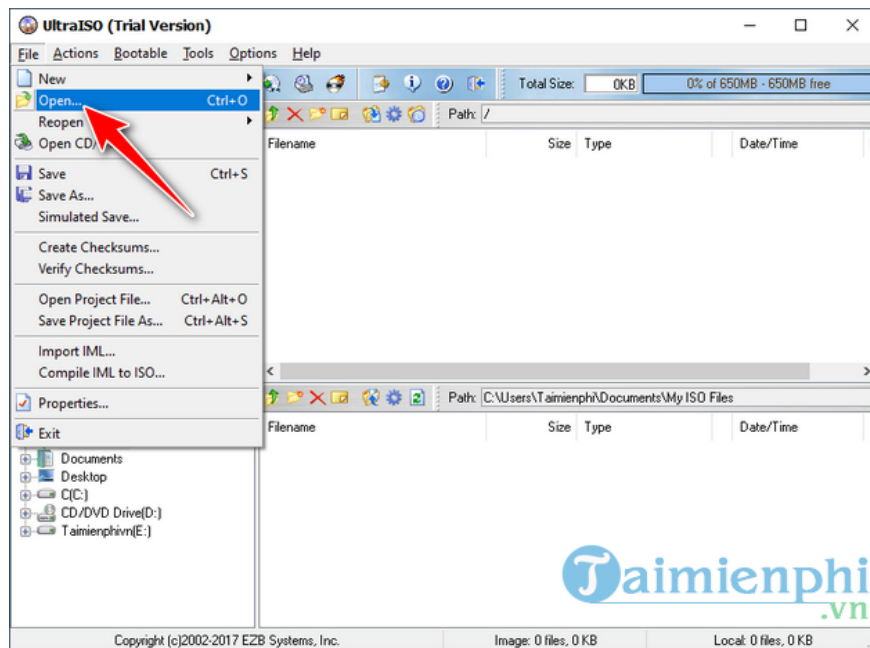 UltraISO (Trial Version)
File Actions Bootable Tools Options Help
New
Open... Ctrl+O
Reopen
Open CD/
Save Ctrl+S
Save As...
Simulated Save...
Create Checksums...
Verify Checksums...
Open Project File... Ctrl+Alt+O
Save Project File As... Ctrl+Alt+S
Import IML...
Compile IML to ISO...
Properties...
Exit
Total Size: 0KB 0% of 650MB - 650MB free
Path: /
Filename Size Type Date/Time
Path: C:\Users\Taimienphi\Documents\My ISO Files
Filename Size Type Date/Time
Documents
Desktop
C(C:)
CD/DVD Drive(D:)
Taimienphivn(E:)
Taimienphi
.vn
Copyright (c)2002-2017 EZB Systems, Inc. Image: 0 files, 0 KB Local: 0 files, 0 KB